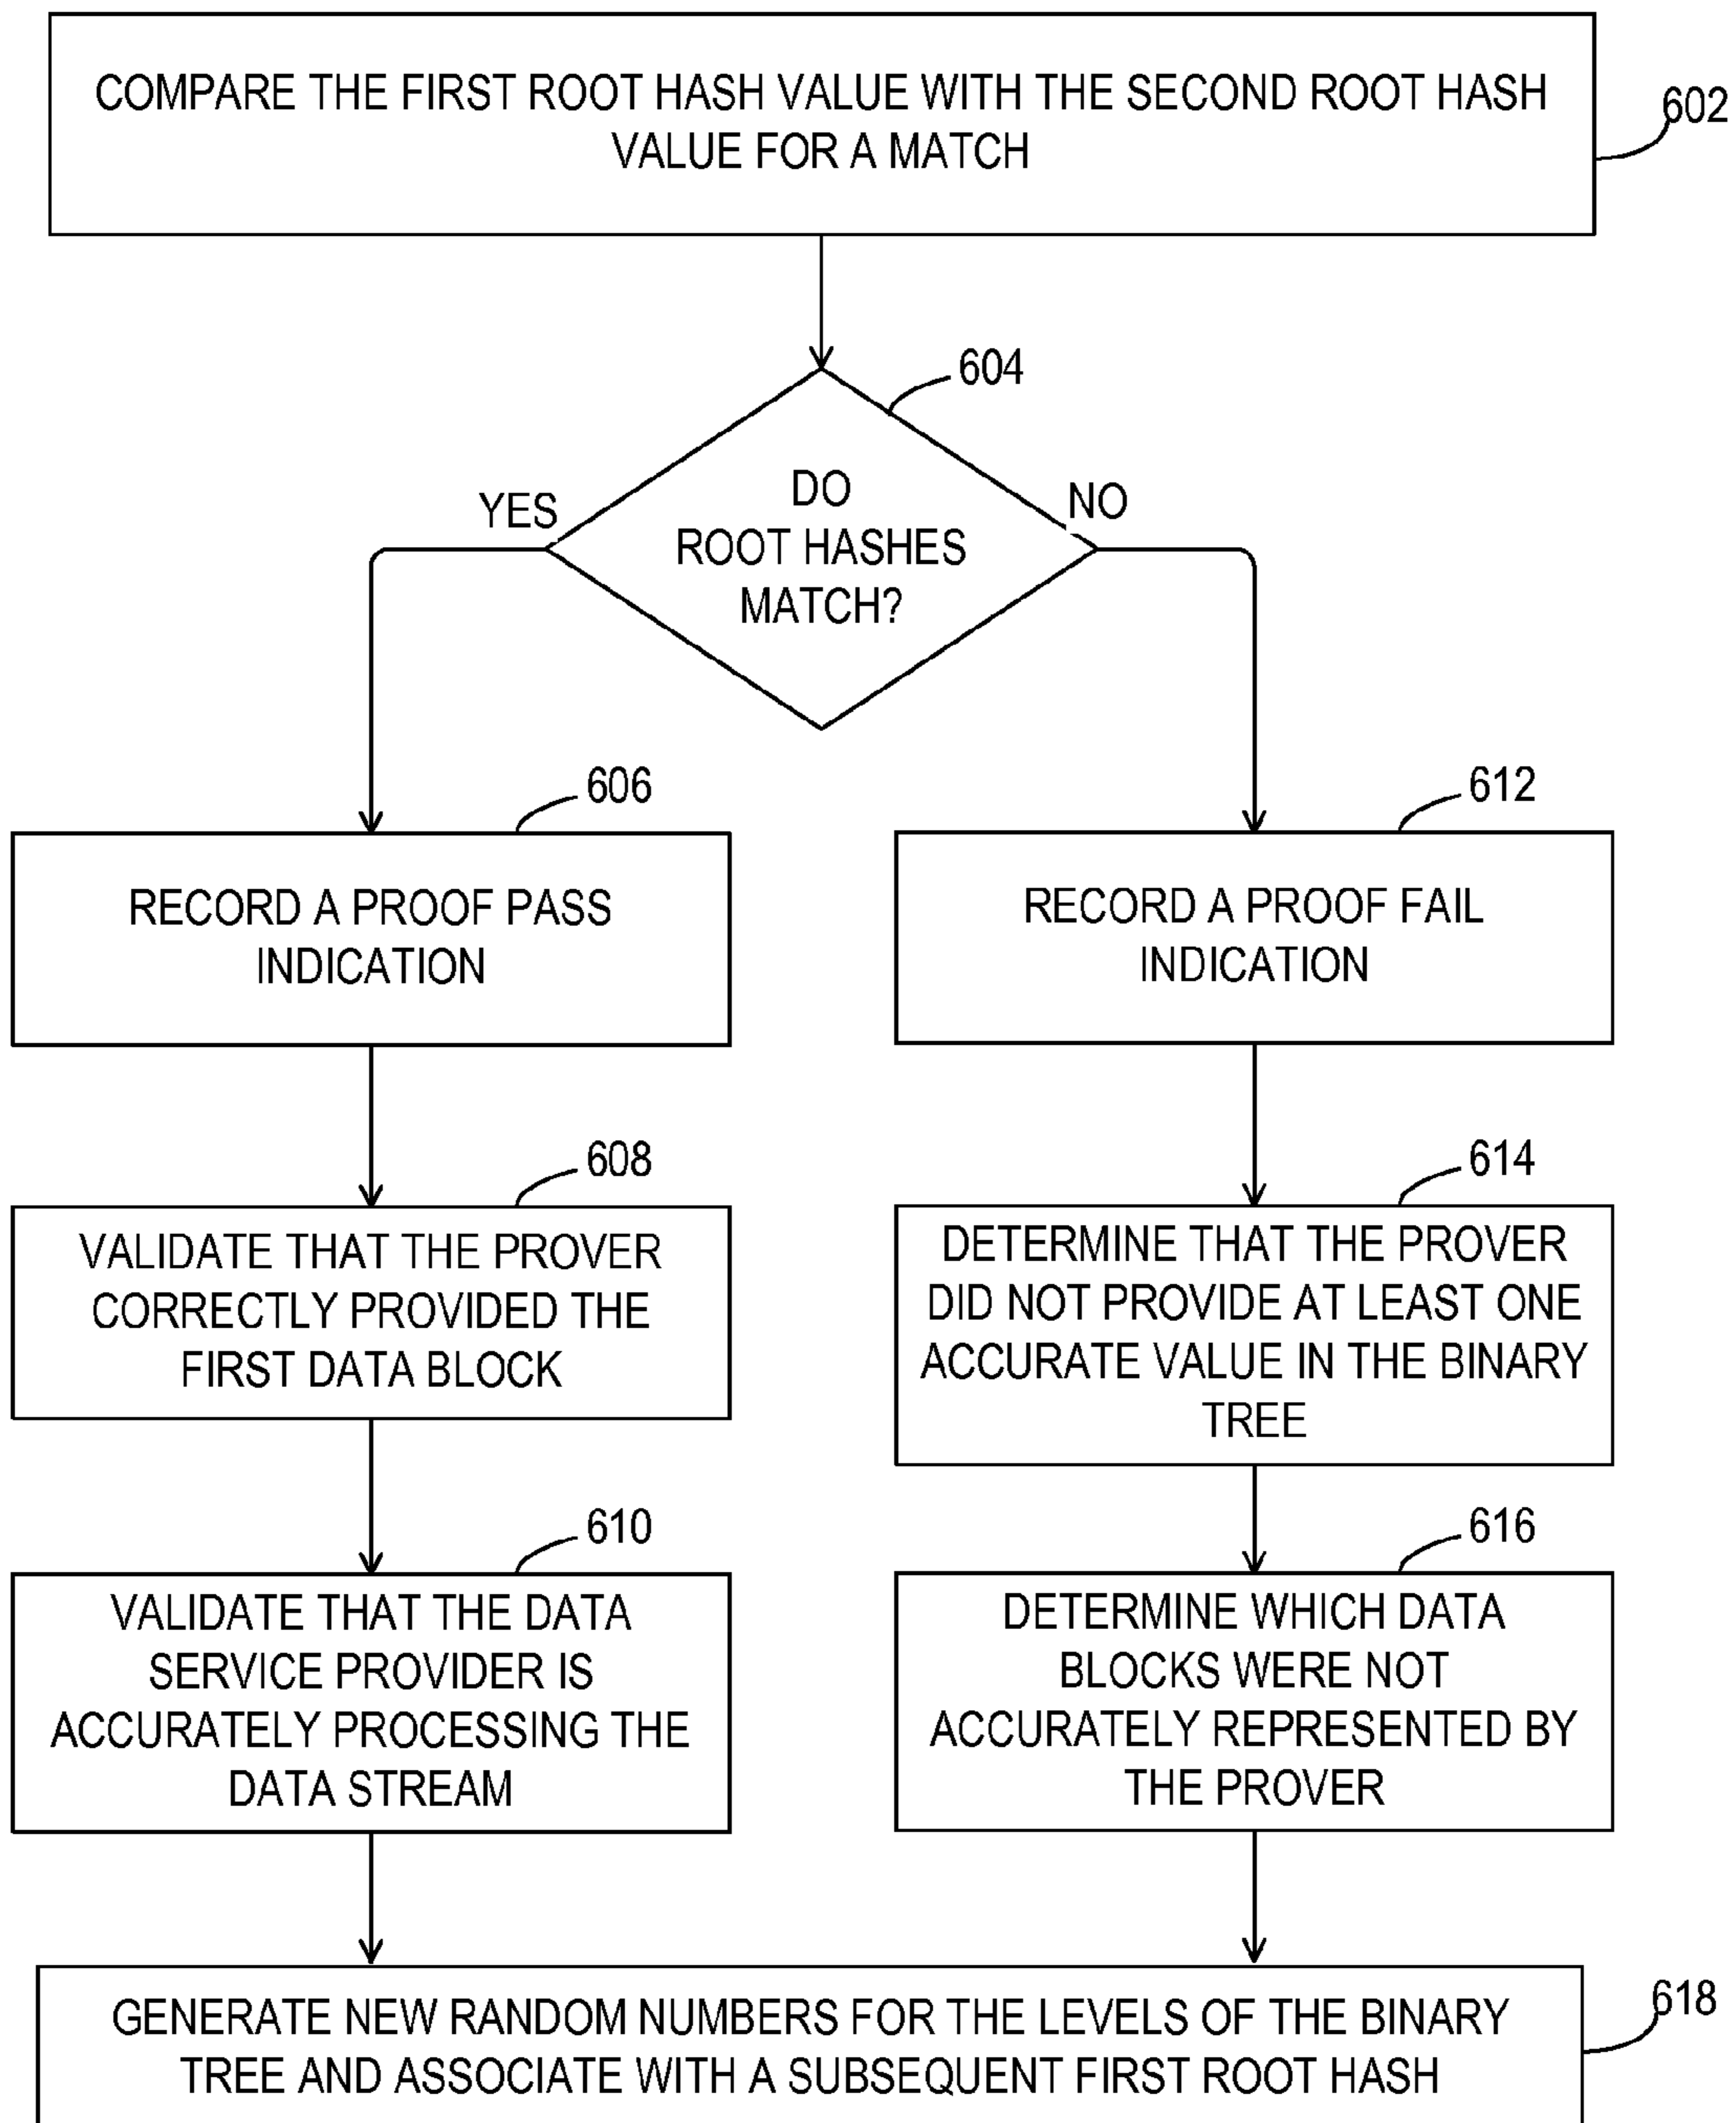 COMPARE THE FIRST ROOT HASH VALUE WITH THE SECOND ROOT HASH
VALUE FOR A MATCH
602
604
DO
ROOT HASHES
MATCH?
YES
NO
606
RECORD A PROOF PASS
INDICATION
612
RECORD A PROOF FAIL
INDICATION
608
VALIDATE THAT THE PROVER
CORRECTLY PROVIDED THE
FIRST DATA BLOCK
614
DETERMINE THAT THE PROVER
DID NOT PROVIDE AT LEAST ONE
ACCURATE VALUE IN THE BINARY
TREE
610
VALIDATE THAT THE DATA
SERVICE PROVIDER IS
ACCURATELY PROCESSING THE
DATA STREAM
616
DETERMINE WHICH DATA
BLOCKS WERE NOT
ACCURATELY REPRESENTED BY
THE PROVER
GENERATE NEW RANDOM NUMBERS FOR THE LEVELS OF THE BINARY
TREE AND ASSOCIATE WITH A SUBSEQUENT FIRST ROOT HASH
618